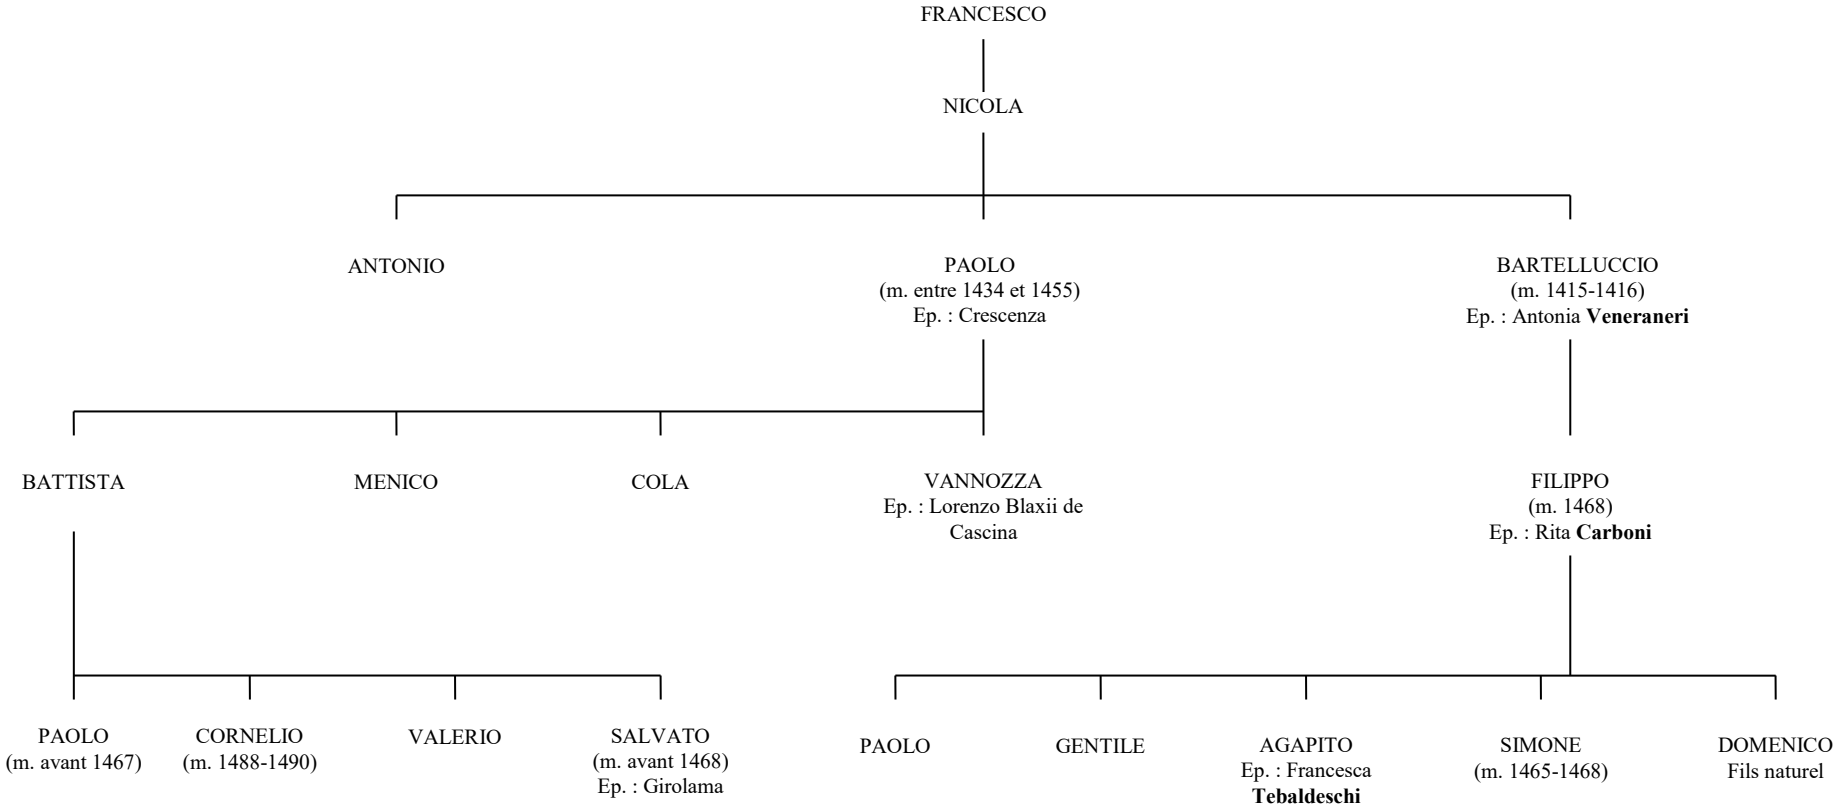 FRANCESCO
NICOLA
ANTONIO
PAOLO
(m. entre 1434 et 1455)
Ep. : Crescenza
BARTELLUCCIO
(m. 1415-1416)
Ep. : Antonia Veneraneri
BATTISTA
MENICO
COLA
VANNOZZA
Ep. : Lorenzo Blaxii de
Cascina
FILIPPO
(m. 1468)
Ep. : Rita Carboni
PAOLO
(m. avant 1467)
CORNELIO
(m. 1488-1490)
VALERIO
SALVATO
(m. avant 1468)
Ep. : Girolama
PAOLO
GENTILE
AGAPITO
Ep. : Francesca
Tebaldeschi
SIMONE
(m. 1465-1468)
DOMENICO
Fils naturel